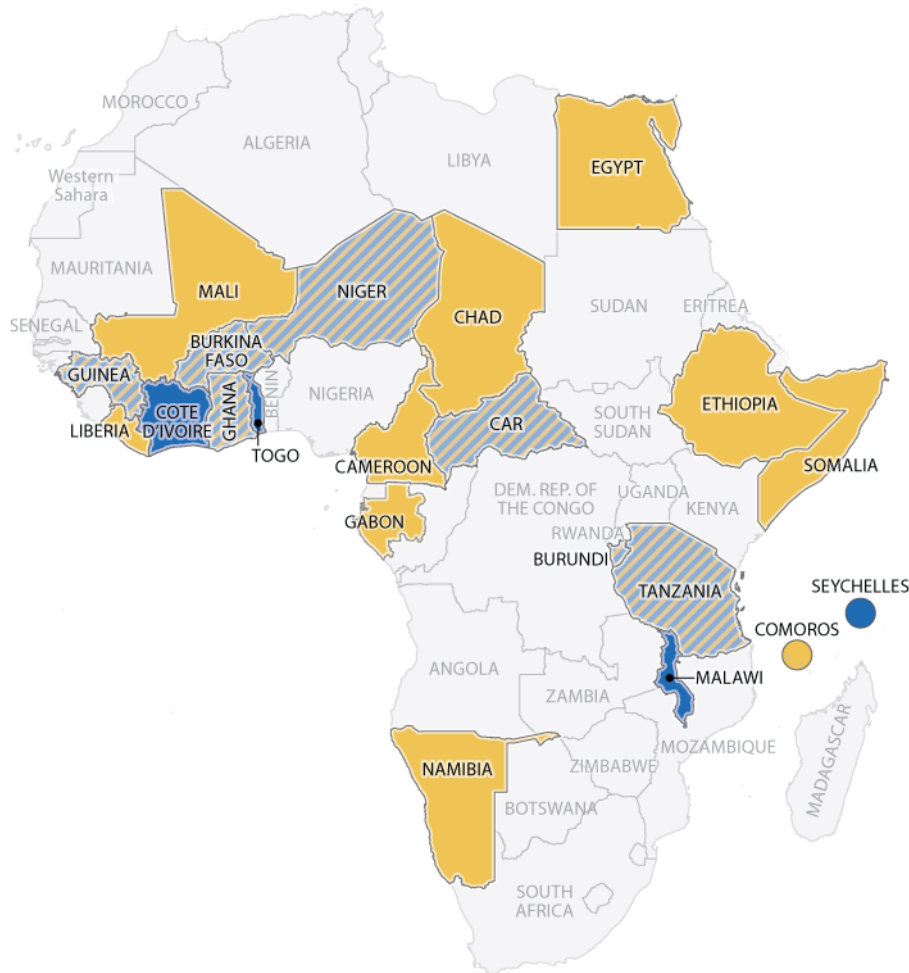 MOROCCO
ALGERIA
LIBYA
EGYPT
Western
Sahara
MAURITANIA
MALI
NIGER
CHAD
SUDAN
ERITREA
SENEGAL
BURKINA
FASO
GUINEA
NIGERIA
BENIN
GHANA
COTE
D'IVOIRE
LIBERIA
TOGO
CAR
SOUTH
SUDAN
ETHIOPIA
SOMALIA
CAMEROON
GABON
DEM. REP. OF
THE CONGO
UGANDA
KENYA
RWANDA
BURUNDI
TANZANIA
SEYCHELLES
COMOROS
ANGOLA
ZAMBIA
MALAWI
MOZAMBIQUE
MADAGASCAR
NAMIBIA
ZIMBABWE
BOTSWANA
SOUTH
AFRICA